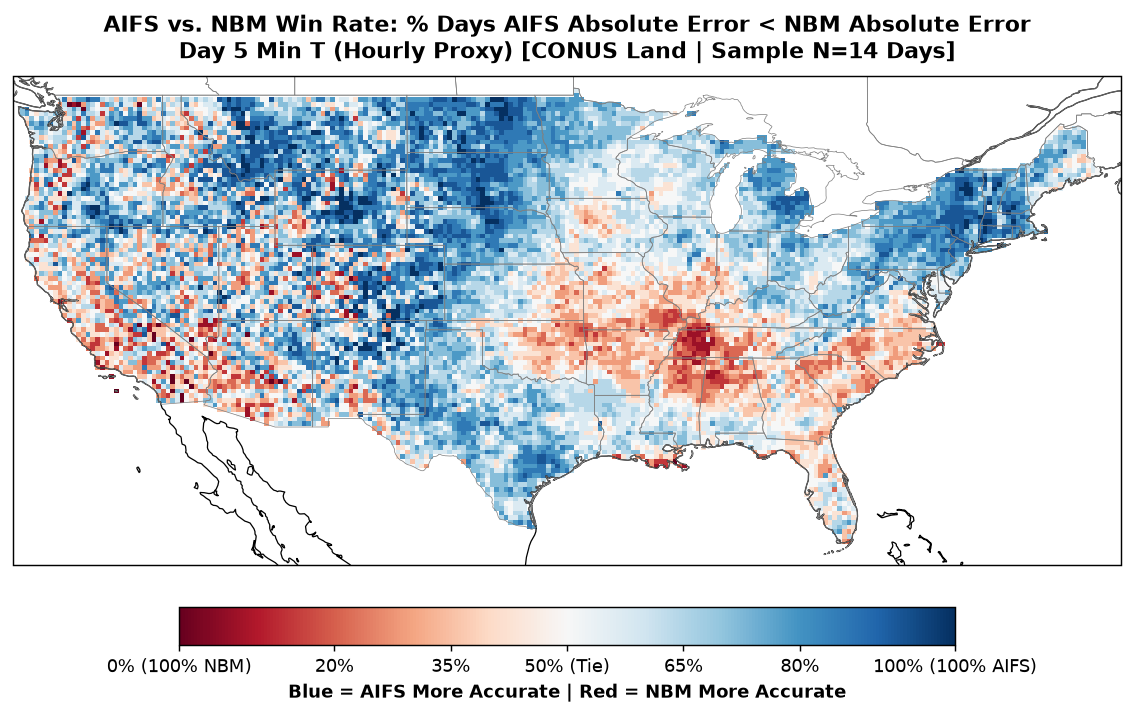 AIFS vs. NBM Win Rate: % Days AIFS Absolute Error < NBM Absolute Error
Day 5 Min T (Hourly Proxy) [CONUS Land | Sample N=14 Days]
0% (100% NBM) 20% 35% 50% (Tie) 65% 80% 100% (100% AIFS)
Blue = AIFS More Accurate | Red = NBM More Accurate